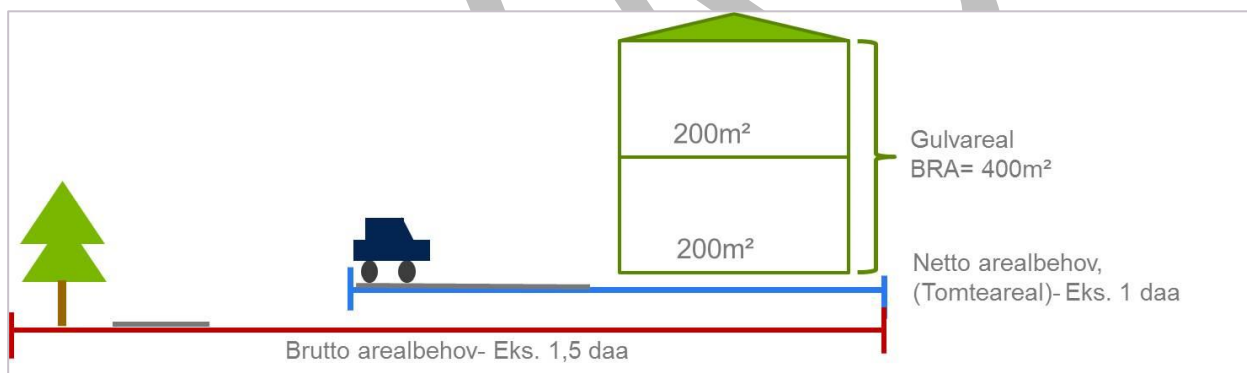 200m²
200m²
Gulvareal
BRA= 400m²
Netto arealbehov,
(Tomteareal)- Eks. 1 daa
Brutto arealbehov- Eks. 1,5 daa